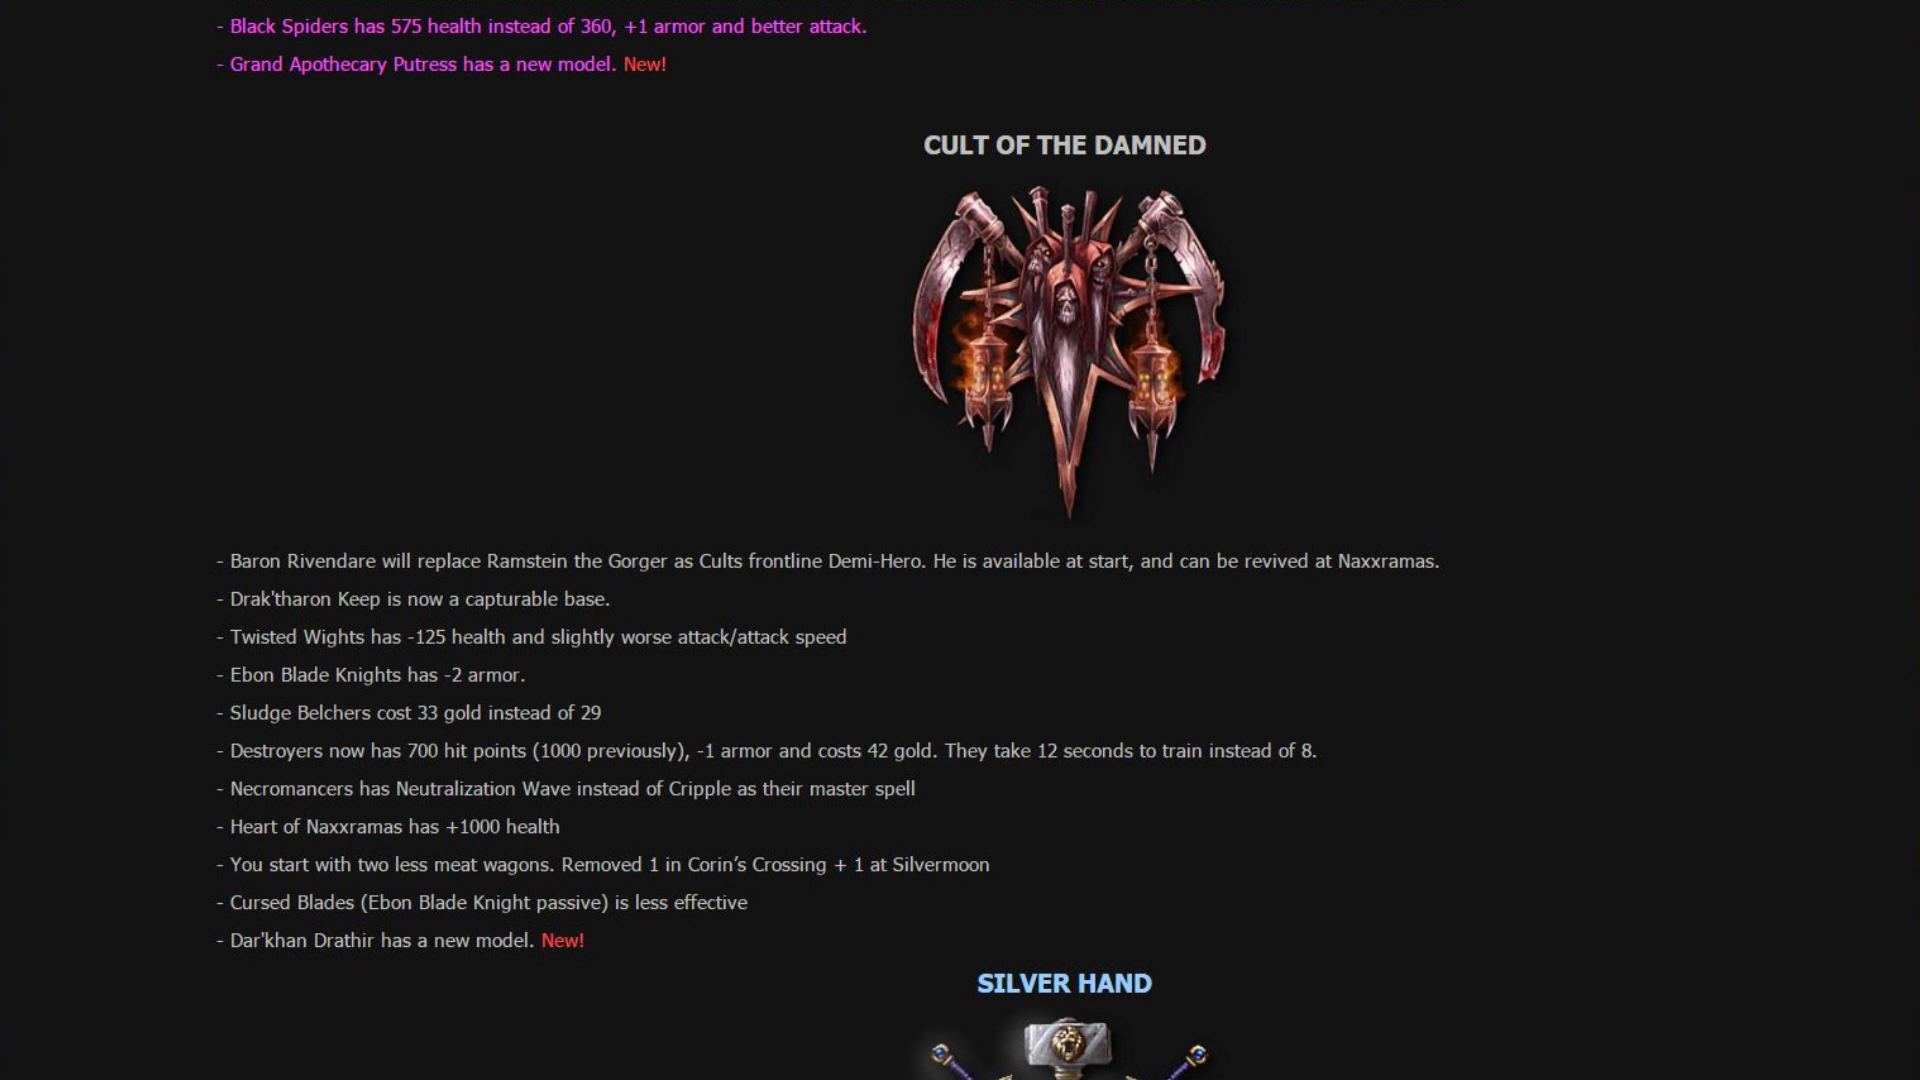 - Black Spiders has 575 health instead of 360, +1 armor and better attack.
- Grand Apothecary Putress has a new model. New!
CULT OF THE DAMNED
- Baron Rivendare will replace Ramstein the Gorger as Cults frontline Demi-Hero. He is available at start, and can be revived at Naxxramas.
- Drak'tharon Keep is now a capturable base.
- Twisted Wights has -125 health and slightly worse attack/attack speed
- Ebon Blade Knights has -2 armor.
- Sludge Belchers cost 33 gold instead of 29
- Destroyers now has 700 hit points (1000 previously), -1 armor and costs 42 gold. They take 12 seconds to train instead of 8.
- Necromancers has Neutralization Wave instead of Cripple as their master spell
- Heart of Naxxramas has +1000 health
- You start with two less meat wagons. Removed 1 in Corin’s Crossing + 1 at Silvermoon
- Cursed Blades (Ebon Blade Knight passive) is less effective
- Dar'khan Drathir has a new model. New!
SILVER HAND